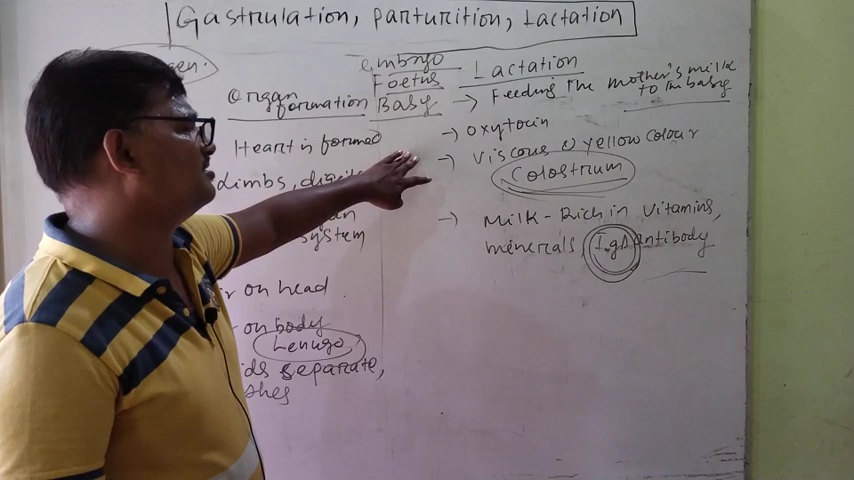 Gastrulation, parturition, Lactation
embryo
Foetus
Baby
Organ
formation
Heart is formed
Limbs, digits
system
on head
on body
Lenugo,
separate,
Lactation
→ Feeding the mother's milk
to the baby
→ Oxytocin
→ Viscous & yellow colour
Colostrum
→ Milk - Rich in Vitamins,
minerals, IgA antibody